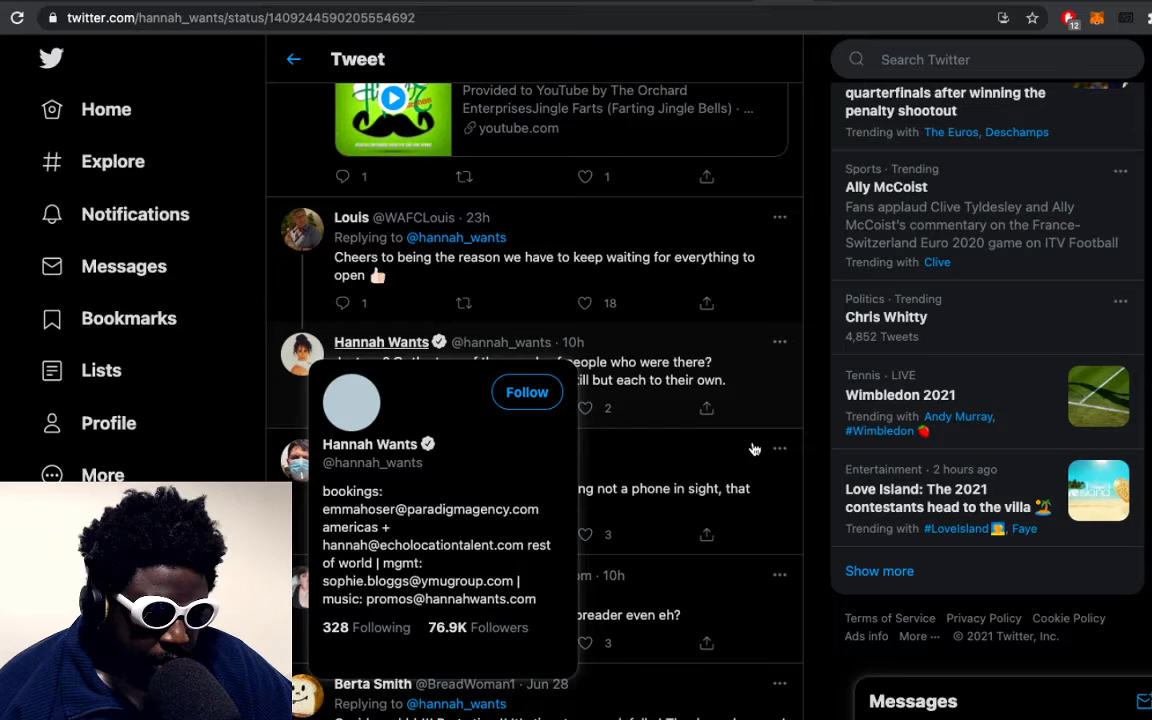 twitter.com/hannah_wants/status/1409244590205554692
12
Home
Explore
Notifications
Messages
Bookmarks
Lists
Profile
More
Tweet
Provided to YouTube by The Orchard
EnterprisesJingle Farts (Farting Jingle Bells) · ...
youtube.com
1
1
Louis @WAFCLouis · 23h
Replying to @hannah_wants
Cheers to being the reason we have to keep waiting for everything to
open 👍🏻
1
18
Hannah Wants @hannah_wants · 10h
people who were there?
till but each to their own.
2
Follow
Hannah Wants
@hannah_wants
bookings:
emmahoser@paradigmagency.com
americas +
hannah@echolocationtalent.com rest
of world | mgmt:
sophie.bloggs@ymugroup.com |
music: promos@hannahwants.com
328 Following 76.9K Followers
ng not a phone in sight, that
3
om · 10h
preader even eh?
3
Berta Smith @BreadWoman1 · Jun 28
Replying to @hannah_wants
Search Twitter
quarterfinals after winning the
penalty shootout
Trending with The Euros, Deschamps
Sports · Trending
Ally McCoist
Fans applaud Clive Tyldesley and Ally
McCoist's commentary on the France-
Switzerland Euro 2020 game on ITV Football
Trending with Clive
Politics · Trending
Chris Whitty
4,852 Tweets
Tennis · LIVE
Wimbledon 2021
Trending with Andy Murray,
#Wimbledon 🍓
Entertainment · 2 hours ago
Love Island: The 2021
contestants head to the villa 🏝️
Trending with #LoveIsland, Faye
Show more
Terms of Service Privacy Policy Cookie Policy
Ads info More ··· © 2021 Twitter, Inc.
Messages